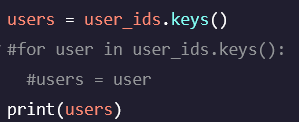 users = user_ids.keys()
#for user in user_ids.keys():
  #users = user
print(users)